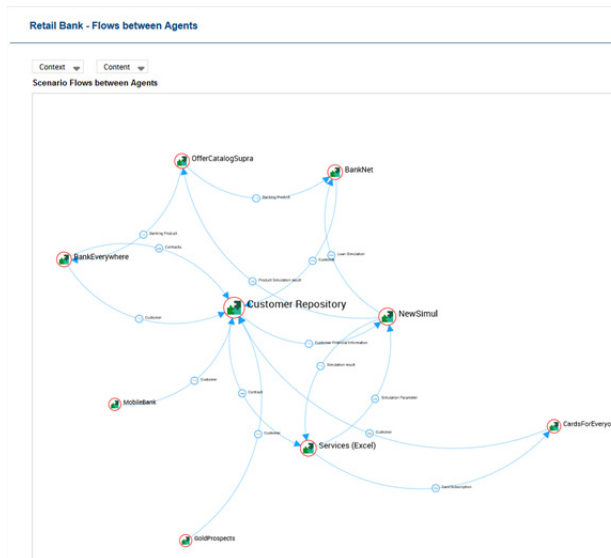 Retail Bank - Flows between Agents
Context
Content
Scenario Flows between Agents
OfferCatalogSupra
BankNet
Banking Product
Banking Product
Contracts
Loan Simulation
BankEverywhere
Customer
Product Simulation result
Customer Repository
NewSimul
Customer
Customer Financial Information
Simulation result
Customer
Contract
Simulation Parameter
MobileBank
CardsForEveryo
Customer
Customer
Services (Excel)
Card Subscription
GoldProspects